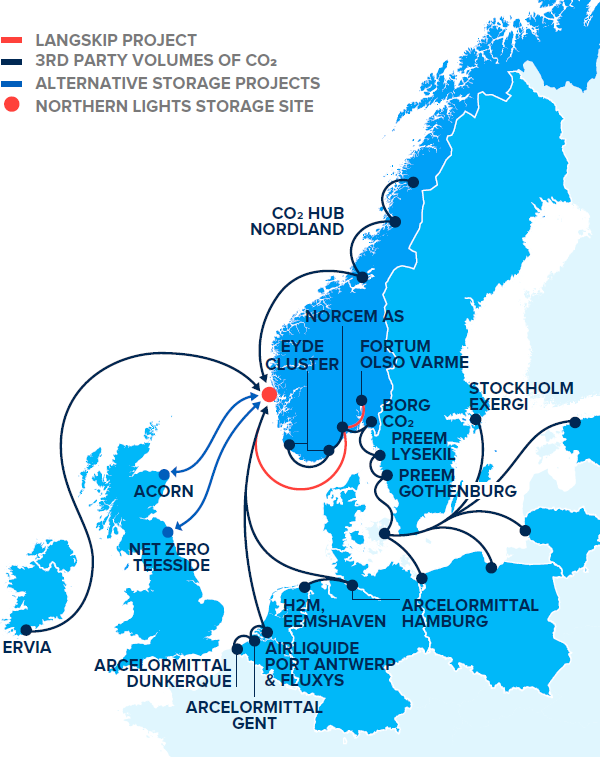 LANGSKIP PROJECT
3RD PARTY VOLUMES OF CO₂
ALTERNATIVE STORAGE PROJECTS
NORTHERN LIGHTS STORAGE SITE
CO₂ HUB
NORDLAND
NORCEM AS
EYDE
CLUSTER
FORTUM
OLSO VARME
STOCKHOLM
EXERGI
BORG
CO₂
PREEM
LYSEKIL
PREEM
GOTHENBURG
ACORN
NET ZERO
TEESSIDE
H2M,
EEMSHAVEN
ARCELORMITTAL
HAMBURG
ERVIA
AIRLIQUIDE
PORT ANTWERP
& FLUXYS
ARCELORMITTAL
DUNKERQUE
ARCELORMITTAL
GENT